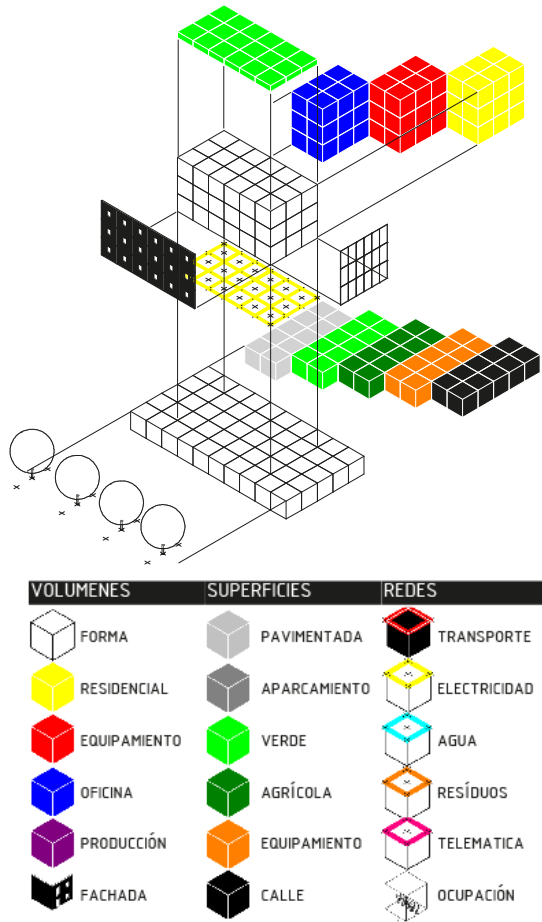 VOLUMENES SUPERFICIES REDES
FORMA PAVIMENTADA TRANSPORTE
RESIDENCIAL APARCAMIENTO ELECTRICIDAD
EQUIPAMIENTO VERDE AGUA
OFICINA AGRÍCOLA RESÍDUOS
PRODUCCIÓN EQUIPAMIENTO TELEMATICA
FACHADA CALLE OCUPACIÓN